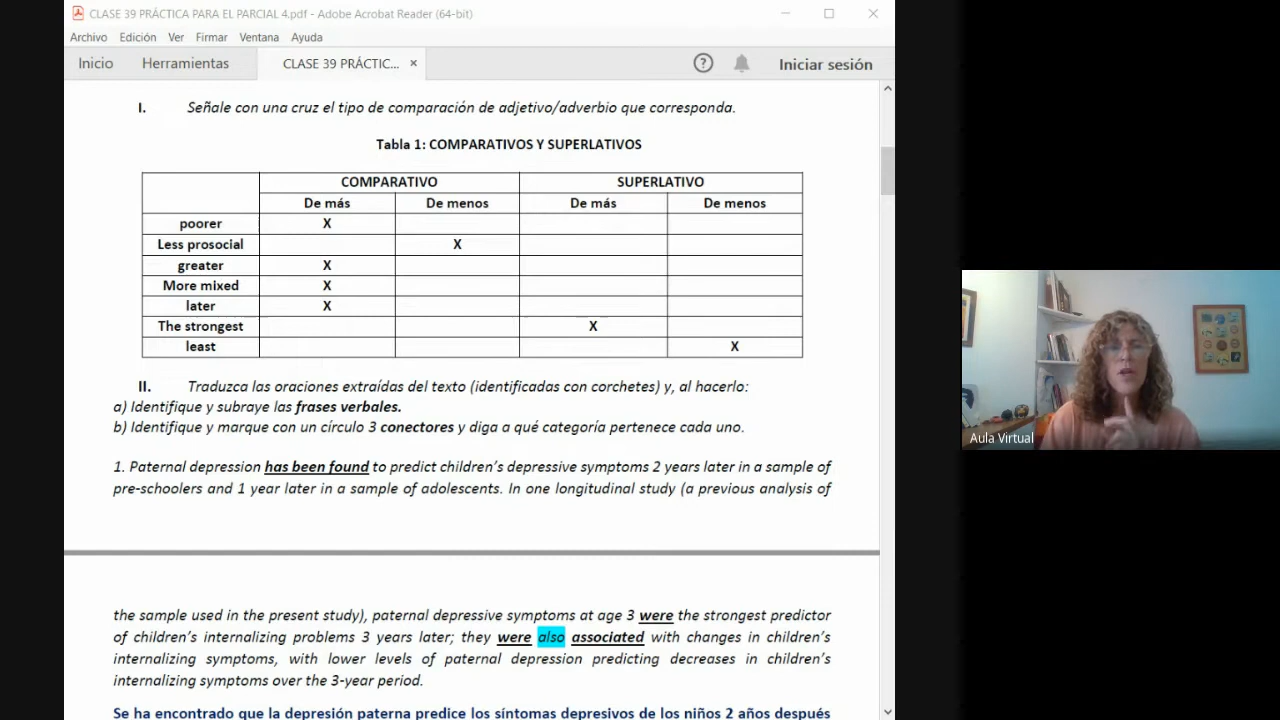 CLASE 39 PRÁCTICA PARA EL PARCIAL 4.pdf - Adobe Acrobat Reader (64-bit)
Archivo Edición Ver Firmar Ventana Ayuda
Inicio Herramientas CLASE 39 PRÁCTIC... × Iniciar sesión
I. Señale con una cruz el tipo de comparación de adjetivo/adverbio que corresponda.
Tabla 1: COMPARATIVOS Y SUPERLATIVOS
COMPARATIVO SUPERLATIVO
De más De menos De más De menos
poorer X
Less prosocial X
greater X
More mixed X
later X
The strongest X
least X
II. Traduzca las oraciones extraídas del texto (identificadas con corchetes) y, al hacerlo:
a) Identifique y subraye las frases verbales.
b) Identifique y marque con un círculo 3 conectores y diga a qué categoría pertenece cada uno.
1. Paternal depression has been found to predict children's depressive symptoms 2 years later in a sample of
pre-schoolers and 1 year later in a sample of adolescents. In one longitudinal study (a previous analysis of
the sample used in the present study), paternal depressive symptoms at age 3 were the strongest predictor
of children's internalizing problems 3 years later; they were also associated with changes in children's
internalizing symptoms, with lower levels of paternal depression predicting decreases in children's
internalizing symptoms over the 3-year period.
Se ha encontrado que la depresión paterna predice los síntomas depresivos de los niños 2 años después
Aula Virtual